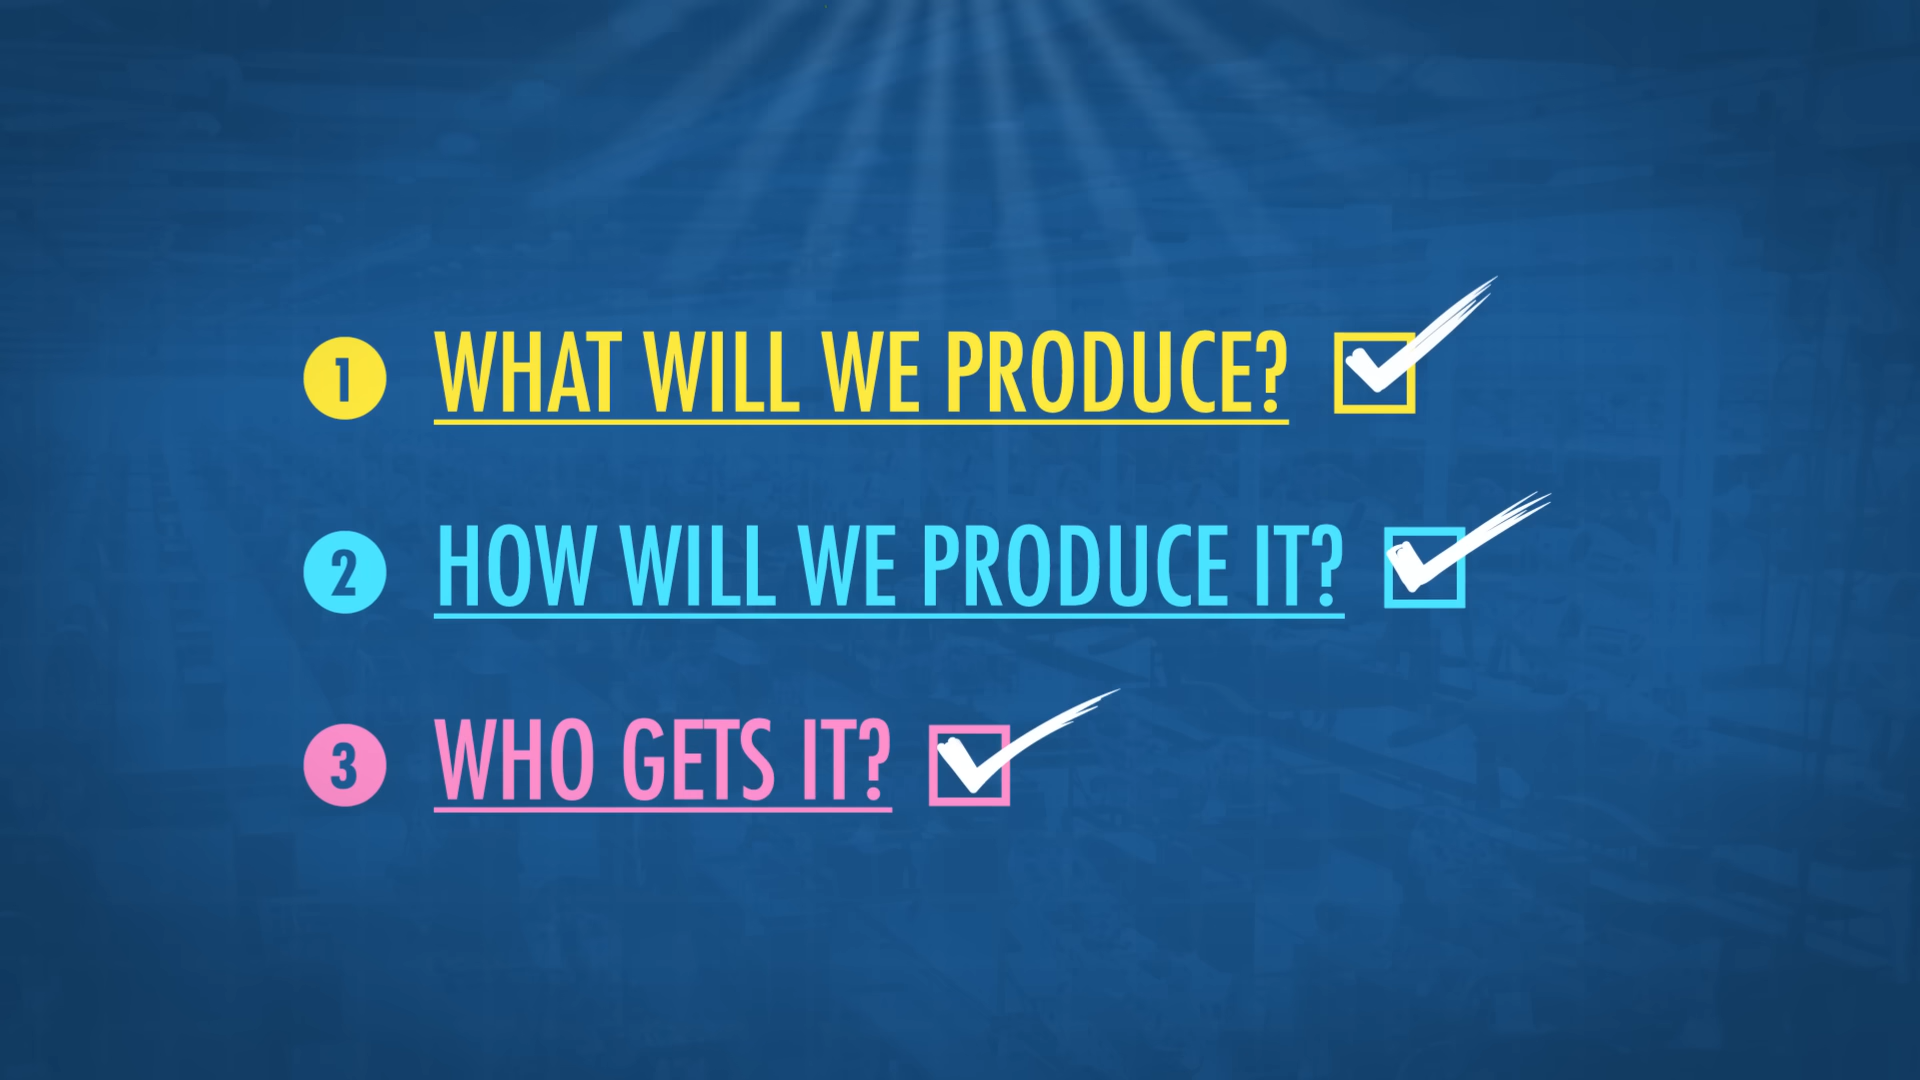 1 WHAT WILL WE PRODUCE?
2 HOW WILL WE PRODUCE IT?
3 WHO GETS IT?